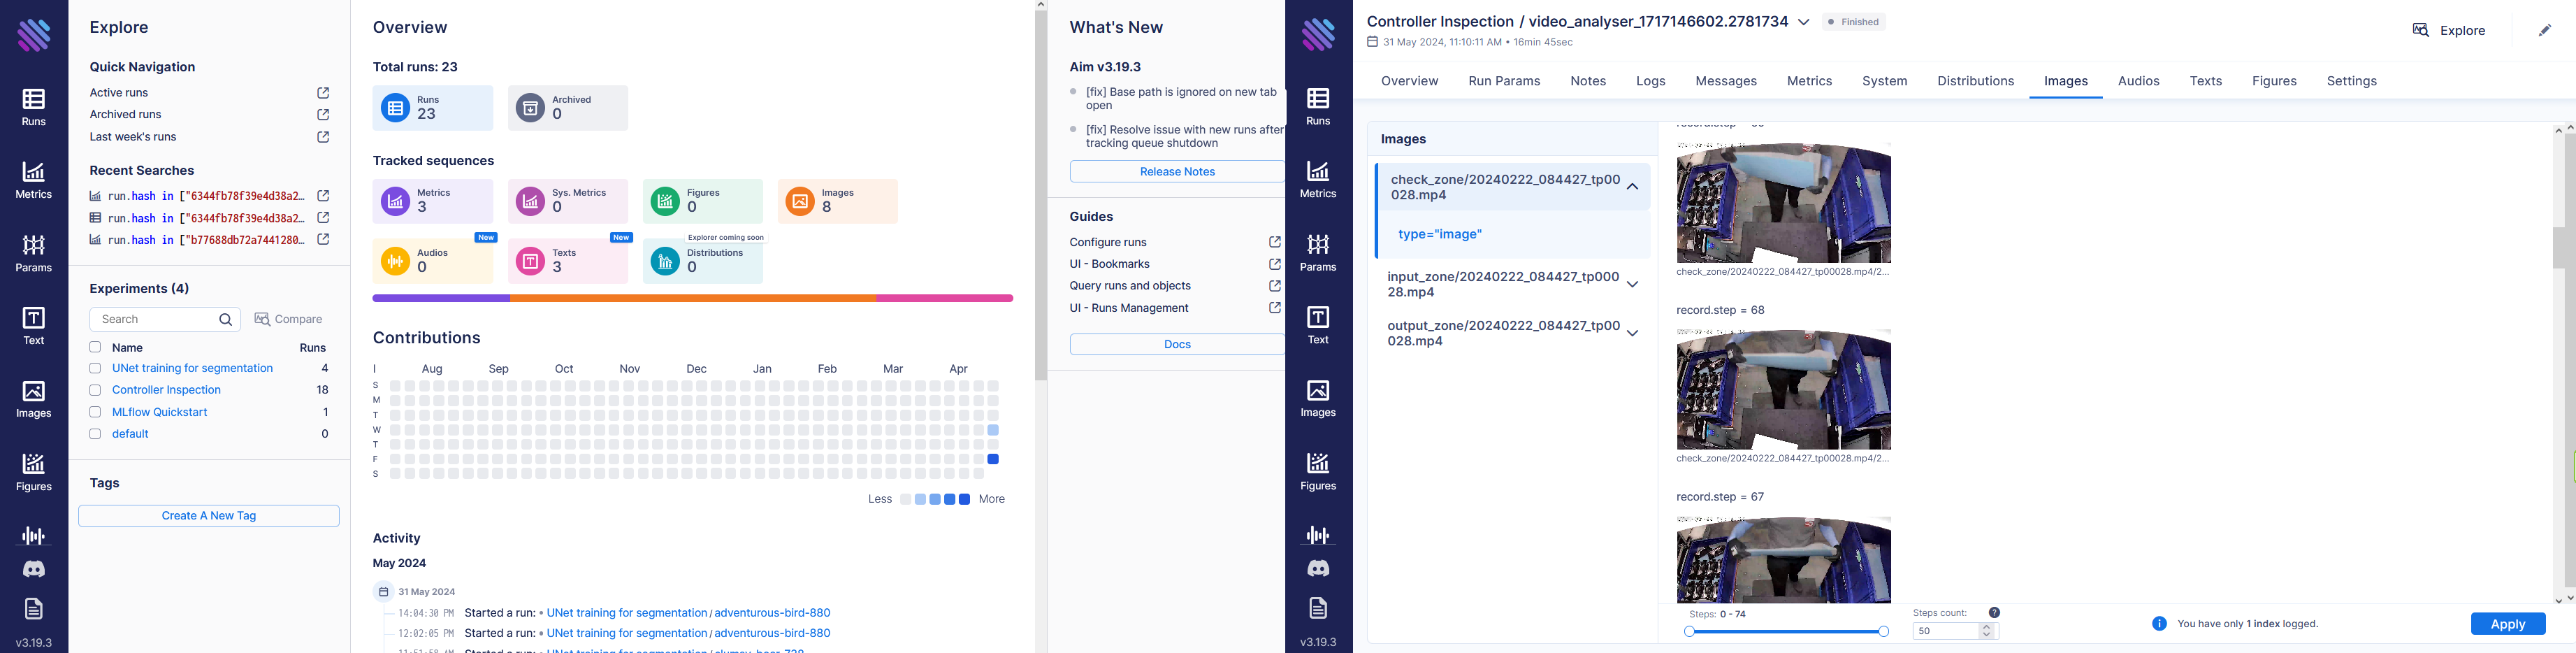 Explore
Quick Navigation
Active runs
Archived runs
Last week's runs
Recent Searches
run.hash in ["6344fb78f39e4d38a2...
run.hash in ["6344fb78f39e4d38a2...
run.hash in ["b77688db72a7441280...
Experiments (4)
Search
Compare
Name Runs
UNet training for segmentation 4
Controller Inspection 18
MLflow Quickstart 1
default 0
Tags
Create A New Tag
Runs
Metrics
Params
Text
Images
Figures
v3.19.3
Overview
Total runs: 23
Runs
23
Archived
0
Tracked sequences
Metrics
3
Sys. Metrics
0
Figures
0
Images
8
Audios
0
New
Texts
3
New
Explorer coming soon
Distributions
0
Contributions
Aug Sep Oct Nov Dec Jan Feb Mar Apr
S
M
T
W
T
F
S
Less More
Activity
May 2024
31 May 2024
14:04:30 PM Started a run: • UNet training for segmentation / adventurous-bird-880
12:02:05 PM Started a run: • UNet training for segmentation / adventurous-bird-880
What's New
Aim v3.19.3
[fix] Base path is ignored on new tab
open
[fix] Resolve issue with new runs after
tracking queue shutdown
Release Notes
Guides
Configure runs
UI - Bookmarks
Query runs and objects
UI - Runs Management
Docs
Runs
Metrics
Params
Text
Images
Figures
v3.19.3
Controller Inspection / video_analyser_1717146602.2781734
Finished
31 May 2024, 11:10:11 AM • 16min 45sec
Explore
Overview Run Params Notes Logs Messages Metrics System Distributions Images Audios Texts Figures Settings
Images
check_zone/20240222_084427_tp00
028.mp4
type="image"
input_zone/20240222_084427_tp000
28.mp4
output_zone/20240222_084427_tp00
028.mp4
check_zone/20240222_084427_tp00028.mp4/2...
record.step = 68
check_zone/20240222_084427_tp00028.mp4/2...
record.step = 67
Steps: 0 - 74
Steps count:
?
50
You have only 1 index logged.
Apply